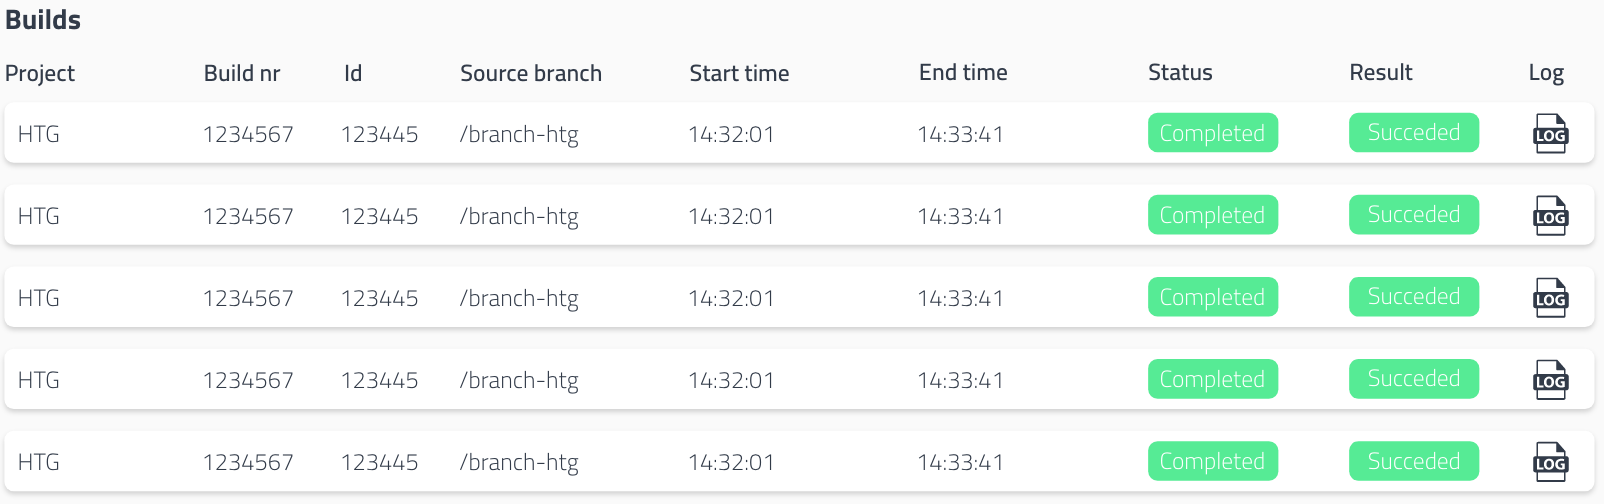 Builds
Project Build nr Id Source branch Start time End time Status Result Log
HTG 1234567 123445 /branch-htg 14:32:01 14:33:41 Completed Succeded LOG
HTG 1234567 123445 /branch-htg 14:32:01 14:33:41 Completed Succeded LOG
HTG 1234567 123445 /branch-htg 14:32:01 14:33:41 Completed Succeded LOG
HTG 1234567 123445 /branch-htg 14:32:01 14:33:41 Completed Succeded LOG
HTG 1234567 123445 /branch-htg 14:32:01 14:33:41 Completed Succeded LOG